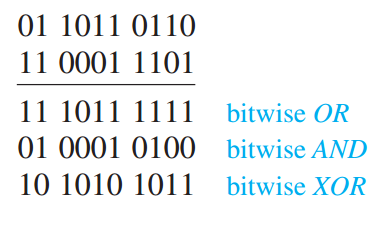 01 1011 0110
11 0001 1101
11 1011 1111 bitwise OR
01 0001 0100 bitwise AND
10 1010 1011 bitwise XOR